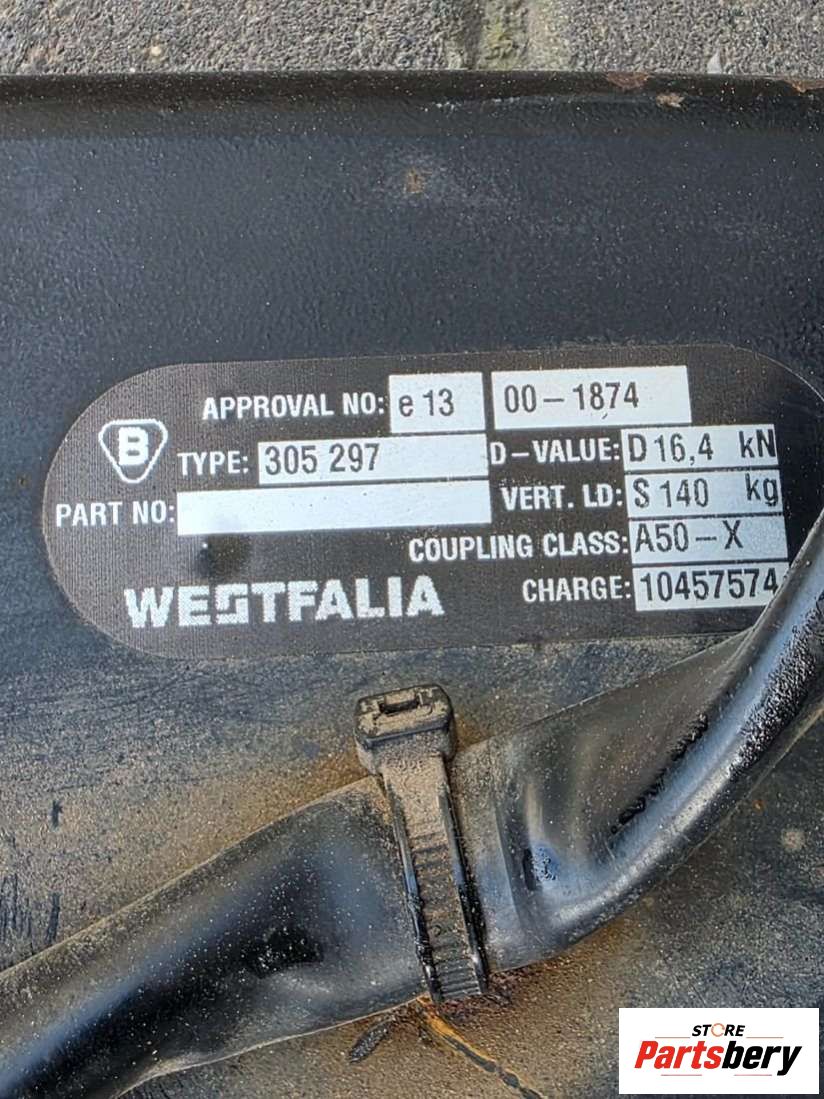 APPROVAL NO: e 13 00-1874
B
TYPE: 305 297 D-VALUE: D 16,4 kN
PART NO: VERT. LD: S 140 kg
COUPLING CLASS: A50-X
WESTFALIA CHARGE: 10457574
STORE
Partsbery